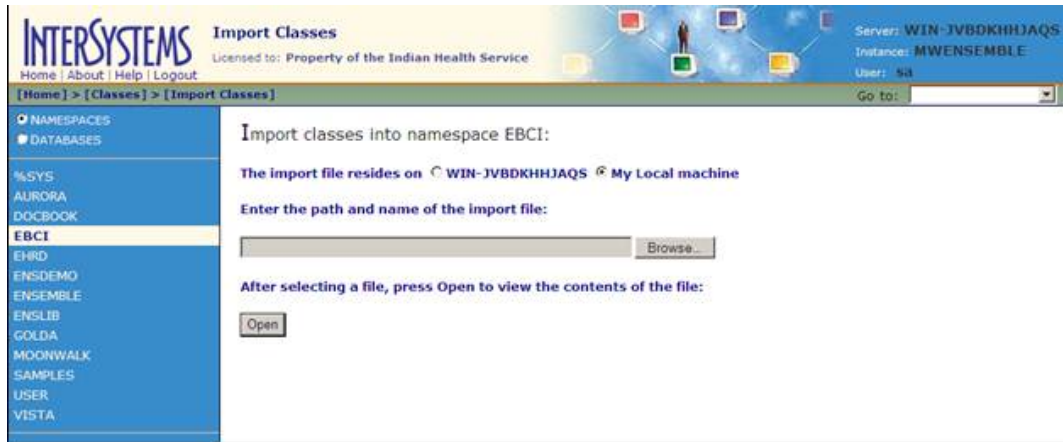 INTERSYSTEMS
Home | About | Help | Logout
Import Classes
Licensed to: Property of the Indian Health Service
Server: WIN-JVBDKHHJAQS
Instance: MWENSEMBLE
User: sa
[Home] > [Classes] > [Import Classes]
Go to:
NAMESPACES
DATABASES
%SYS
AURORA
DOCBOOK
EBCI
EHRD
ENSDEMO
ENSEMBLE
ENSLIB
GOLDA
MOONWALK
SAMPLES
USER
VISTA
Import classes into namespace EBCI:
The import file resides on WIN-JVBDKHHJAQS My Local machine
Enter the path and name of the import file:
Browse...
After selecting a file, press Open to view the contents of the file:
Open